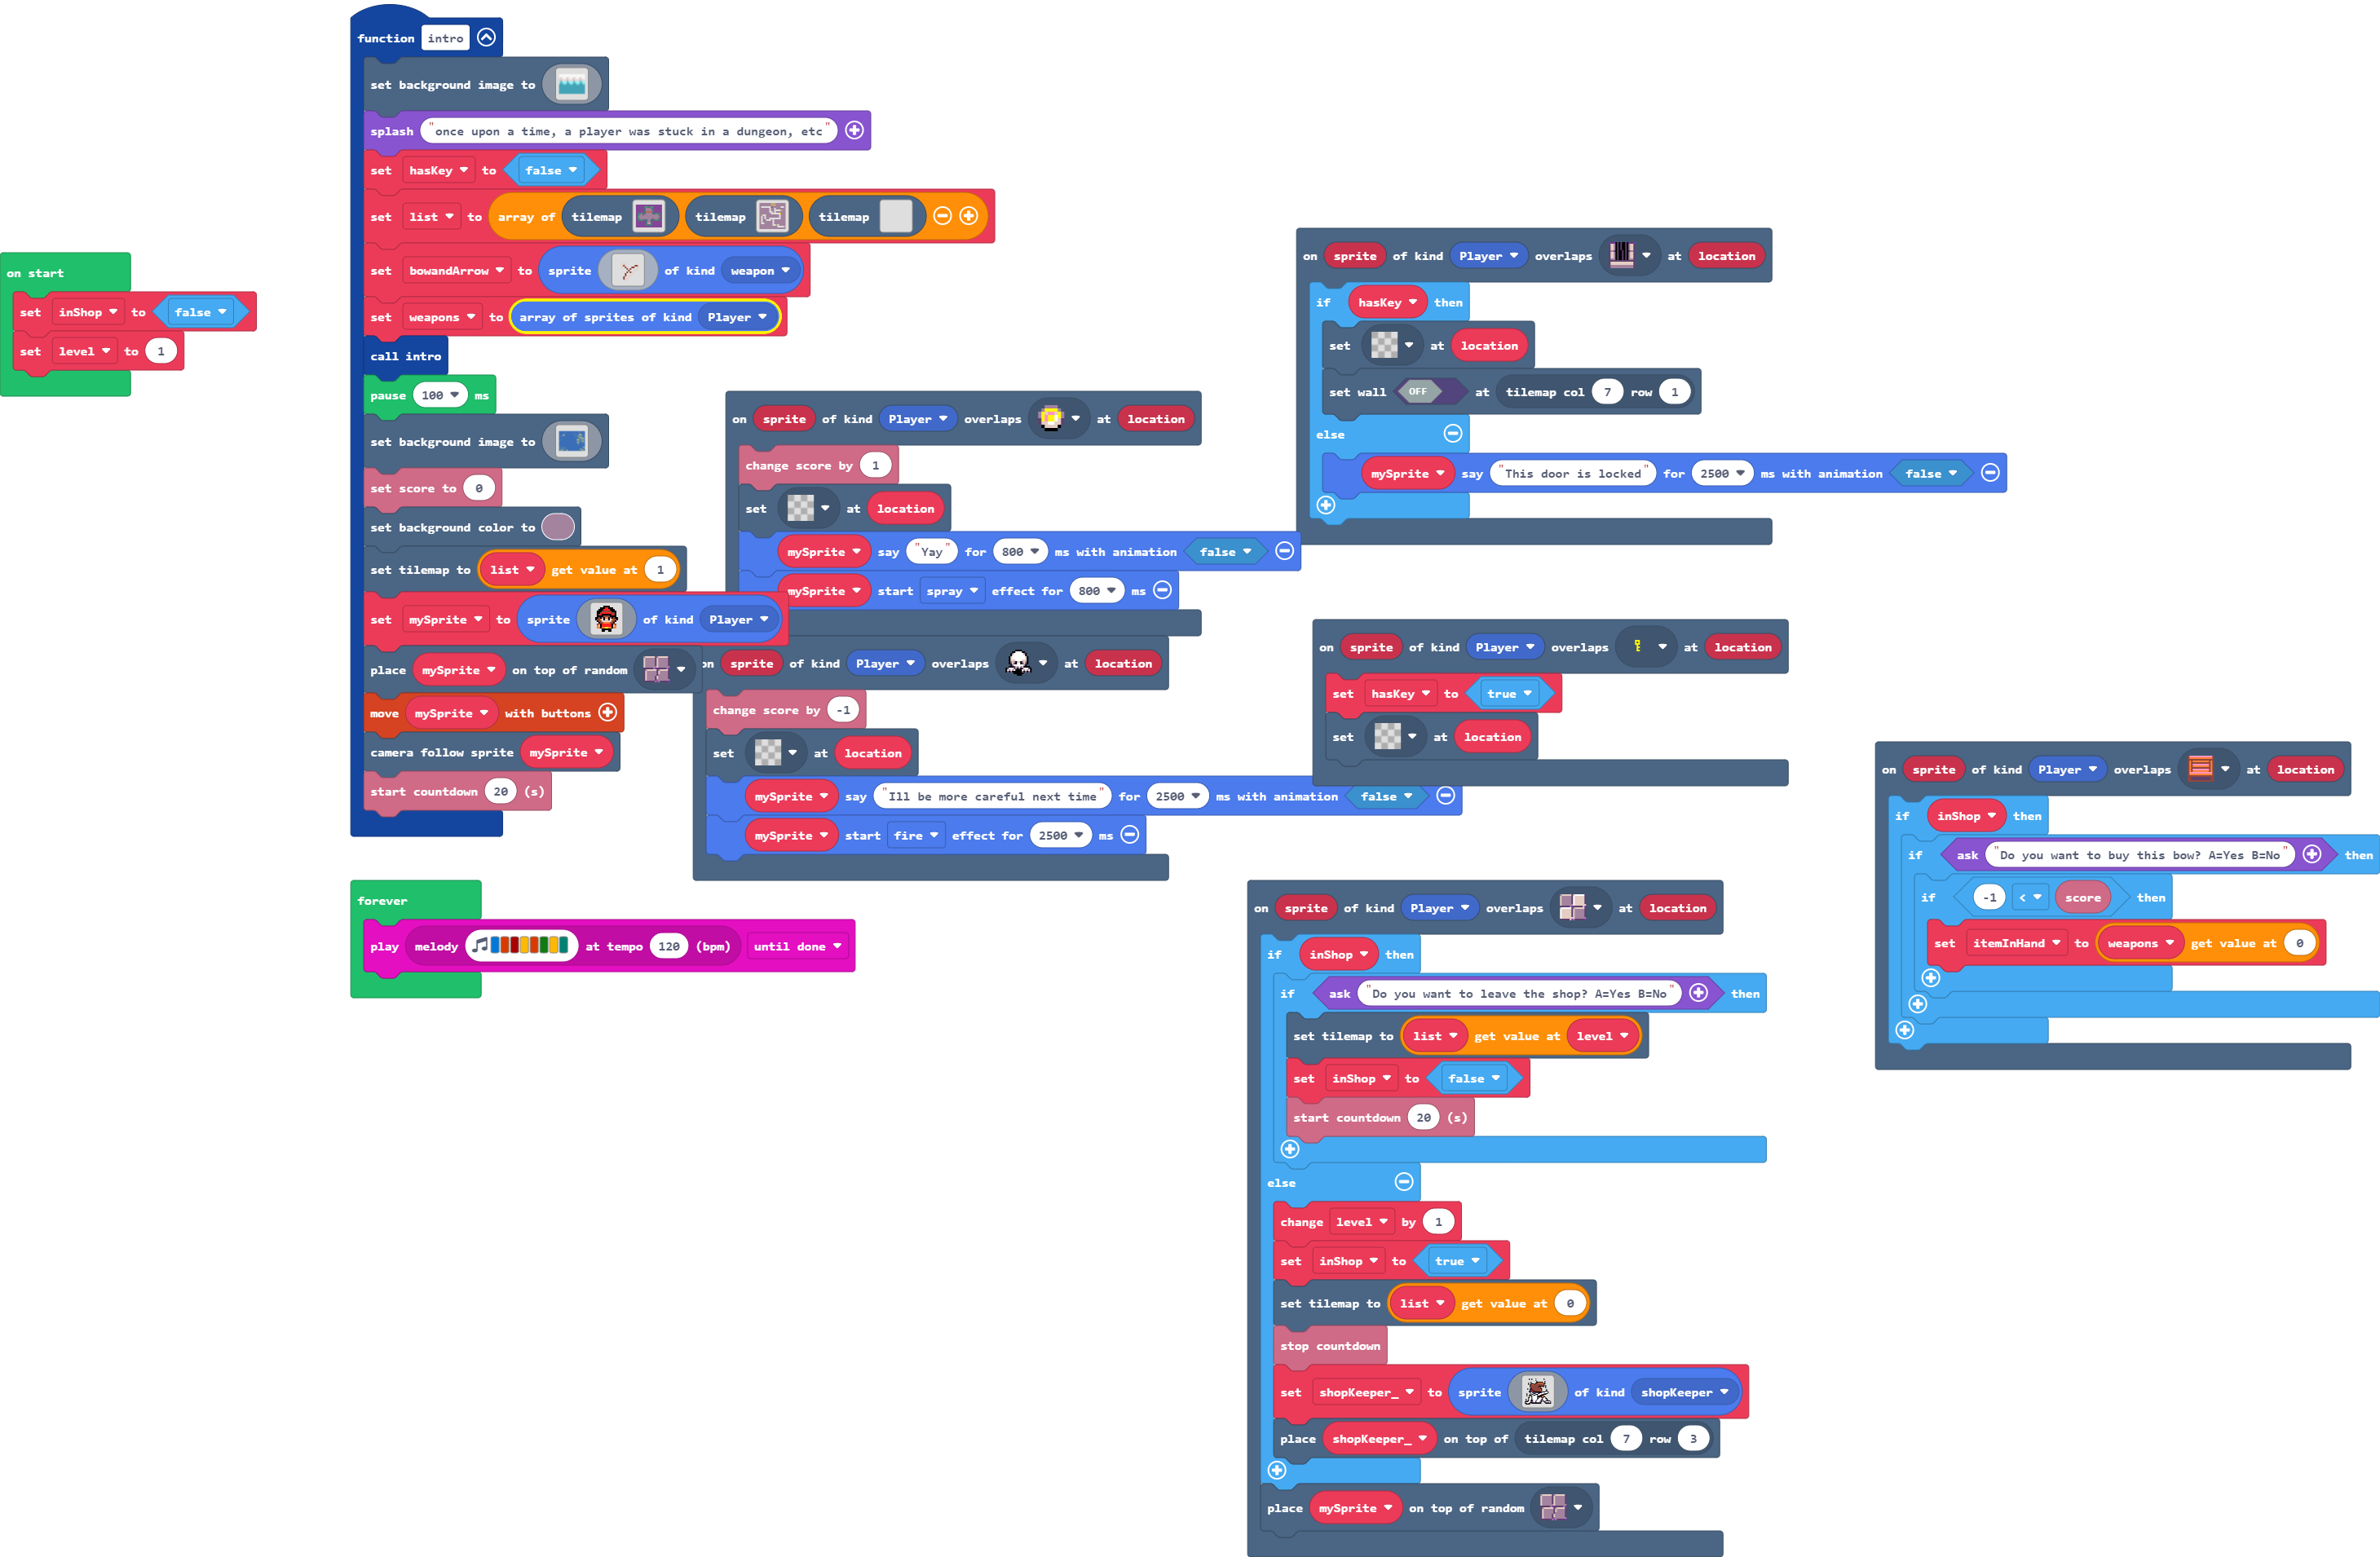 on start
set inShop to false
set level to 1
function intro
set background image to
splash "once upon a time, a player was stuck in a dungeon, etc"
set hasKey to false
set list to array of tilemap tilemap tilemap
set bowandArrow to sprite of kind weapon
set weapons to array of sprites of kind Player
call intro
pause 100 ms
set background image to
set score to 0
set background color to
set tilemap to list get value at 1
set mySprite to sprite of kind Player
place mySprite on top of random
move mySprite with buttons
camera follow sprite mySprite
start countdown 20 (s)
forever
play melody at tempo 120 (bpm) until done
on sprite of kind Player overlaps at location
change score by 1
set at location
mySprite say "Yay" for 800 ms with animation false
mySprite start spray effect for 800 ms
on sprite of kind Player overlaps at location
change score by -1
set at location
mySprite say "Ill be more careful next time" for 2500 ms with animation false
mySprite start fire effect for 2500 ms
on sprite of kind Player overlaps at location
if hasKey then
set at location
set wall OFF at tilemap col 7 row 1
else
mySprite say "This door is locked" for 2500 ms with animation false
on sprite of kind Player overlaps at location
set hasKey to true
set at location
on sprite of kind Player overlaps at location
if inShop then
if ask "Do you want to leave the shop? A=Yes B=No" then
set tilemap to list get value at level
set inShop to false
start countdown 20 (s)
else
change level by 1
set inShop to true
set tilemap to list get value at 0
stop countdown
set shopKeeper_ to sprite of kind shopKeeper
place shopKeeper_ on top of tilemap col 7 row 3
place mySprite on top of random
on sprite of kind Player overlaps at location
if inShop then
if ask "Do you want to buy this bow? A=Yes B=No" then
if -1 < score then
set itemInHand to weapons get value at 0